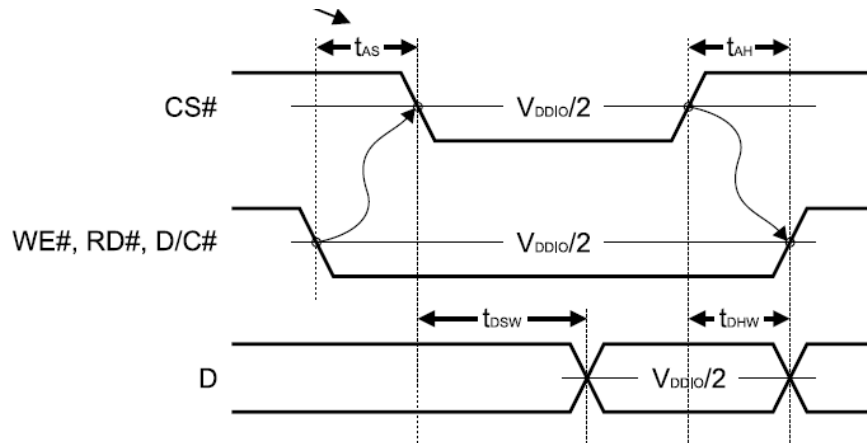 tAS
tAH
CS#
VDDIO/2
WE#, RD#, D/C#
VDDIO/2
tDSW
tDHW
D
VDDIO/2